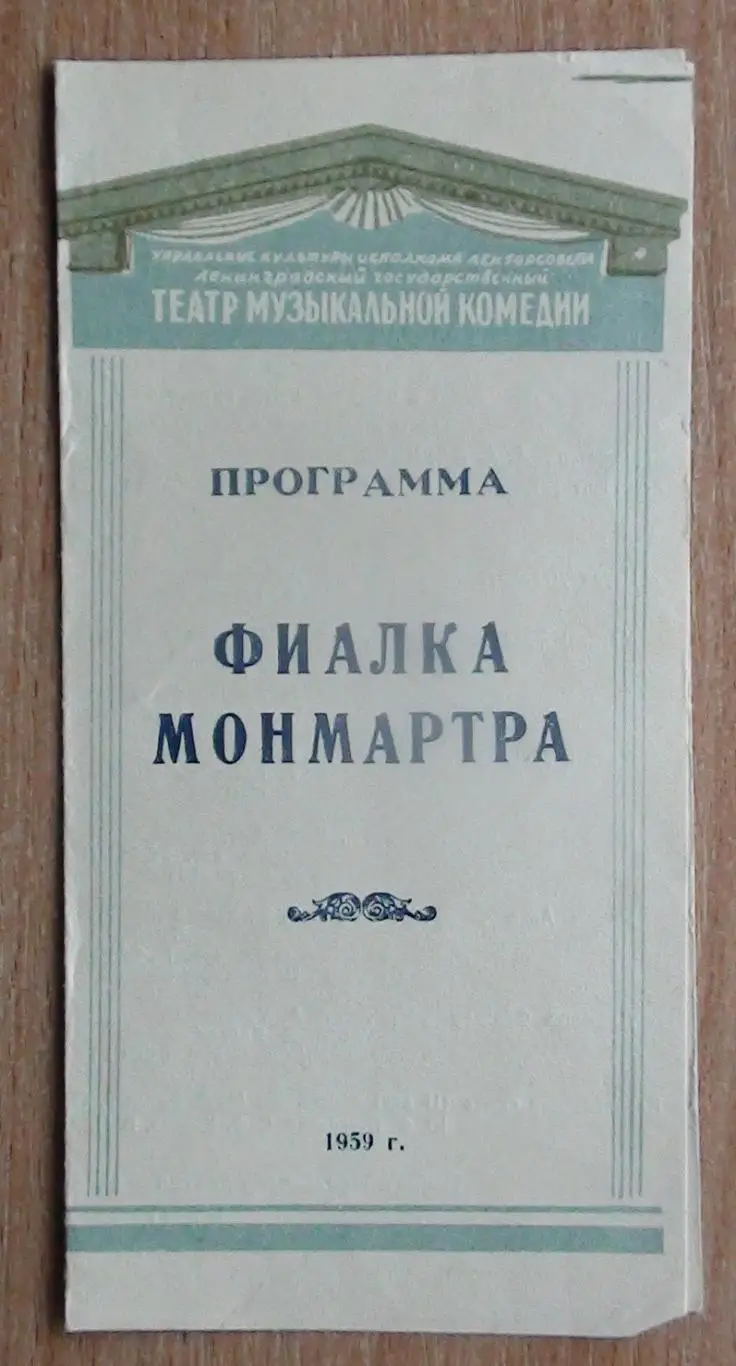 управление культуры исполкома Ленгорсовета
Ленинградский государственный
ТЕАТР МУЗЫКАЛЬНОЙ КОМЕДИИ
ПРОГРАММА
ФИАЛКА
МОНМАРТРА
1959 г.